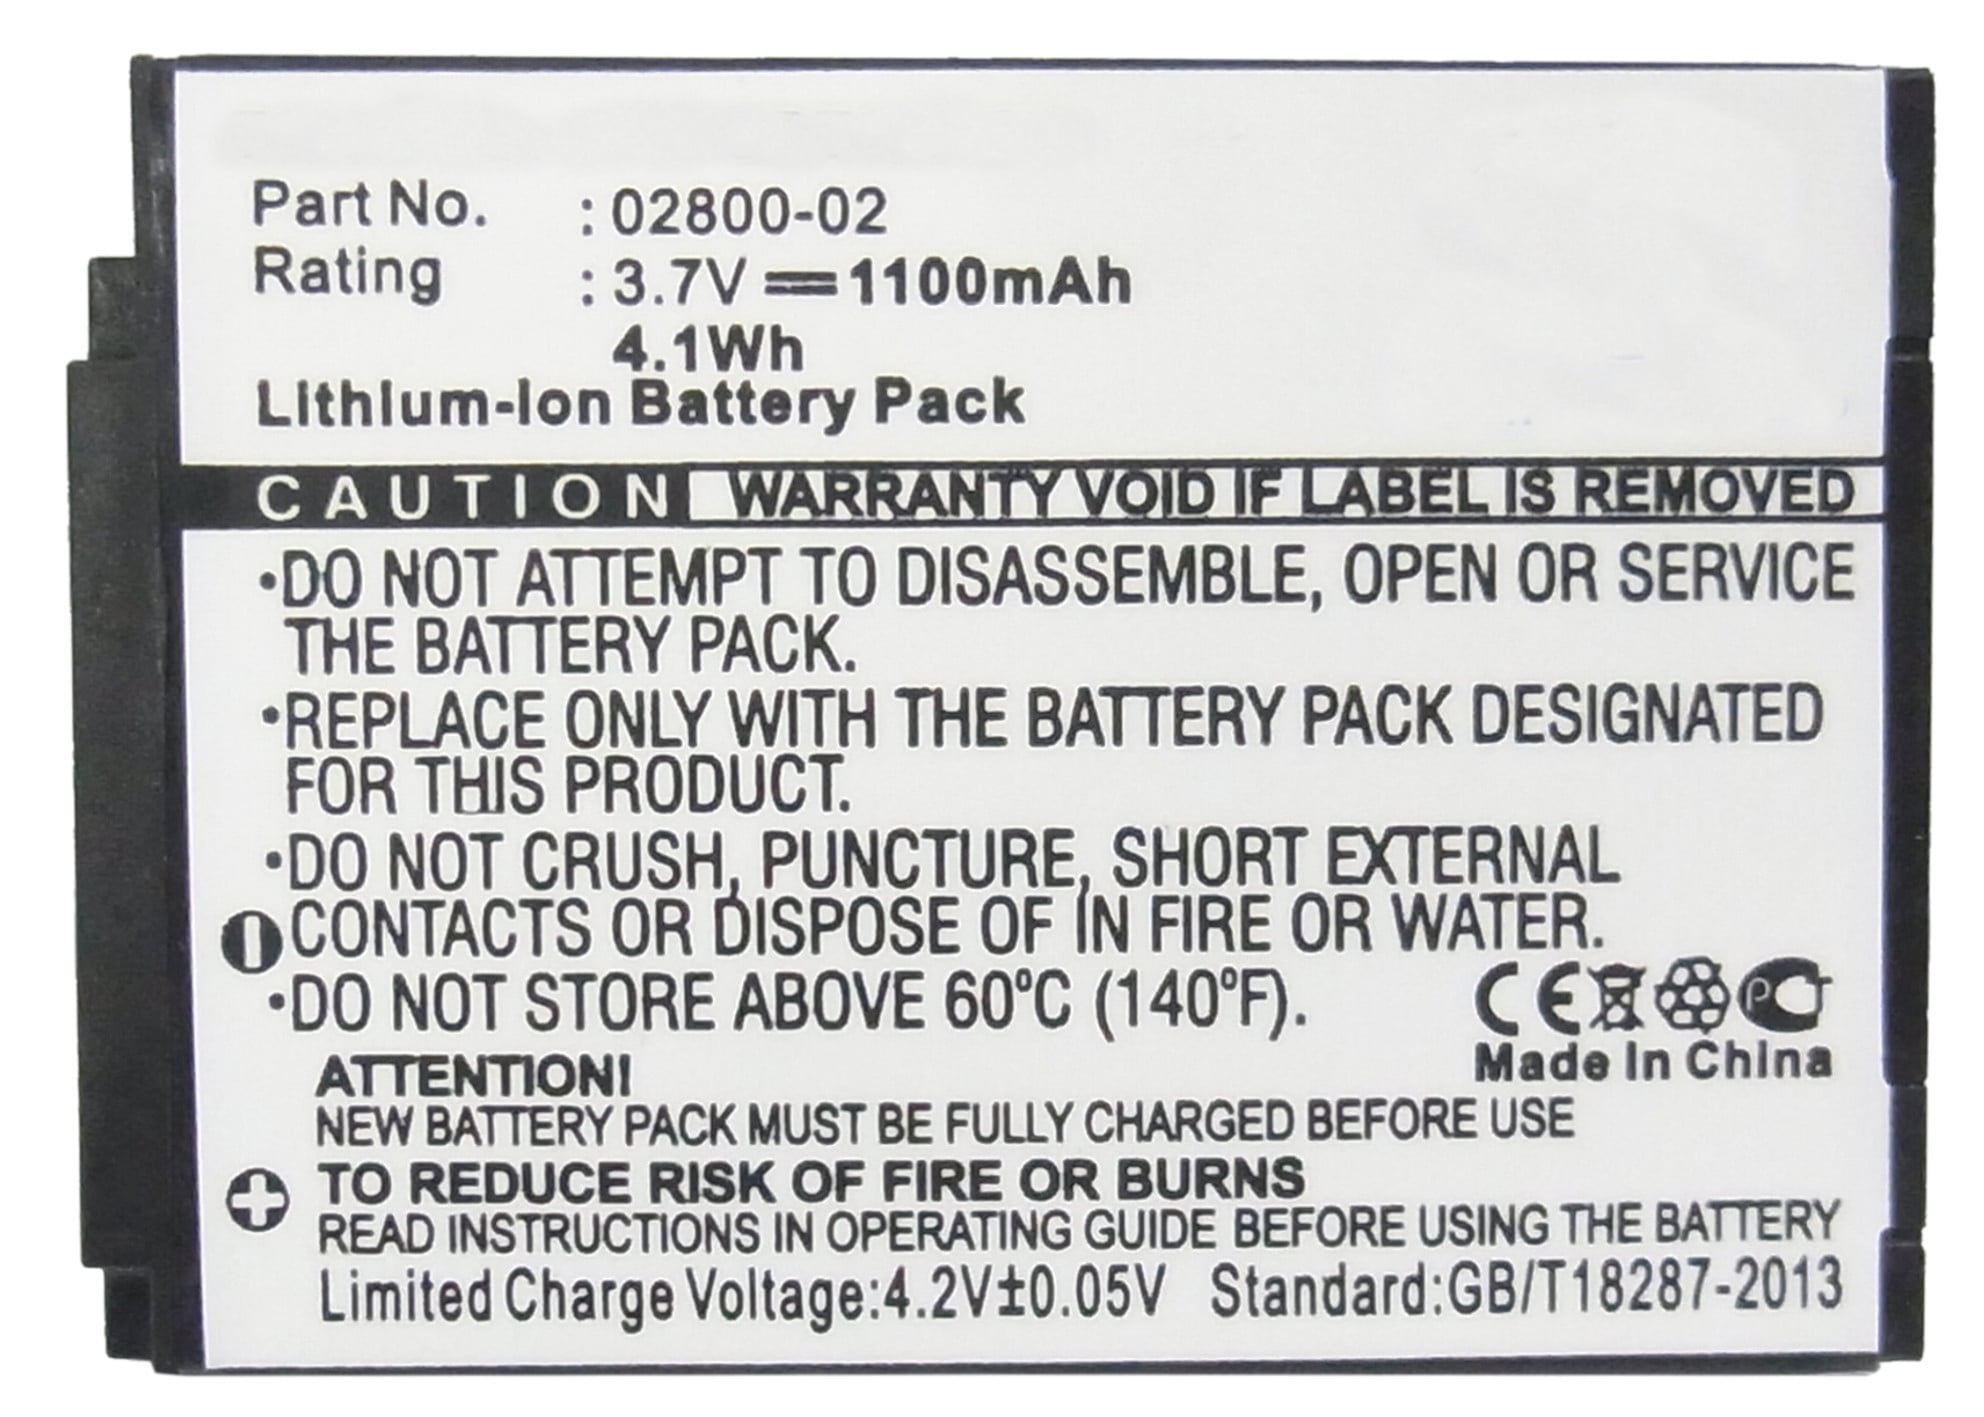 Part No. : 02800-02
Rating : 3.7V ⎓ 1100mAh
4.1Wh
Lithium-Ion Battery Pack
CAUTION WARRANTY VOID IF LABEL IS REMOVED
•DO NOT ATTEMPT TO DISASSEMBLE, OPEN OR SERVICE
THE BATTERY PACK.
•REPLACE ONLY WITH THE BATTERY PACK DESIGNATED
FOR THIS PRODUCT.
•DO NOT CRUSH, PUNCTURE, SHORT EXTERNAL
CONTACTS OR DISPOSE OF IN FIRE OR WATER.
•DO NOT STORE ABOVE 60°C (140°F).
CE PC
Made In China
ATTENTION!
NEW BATTERY PACK MUST BE FULLY CHARGED BEFORE USE
TO REDUCE RISK OF FIRE OR BURNS
READ INSTRUCTIONS IN OPERATING GUIDE BEFORE USING THE BATTERY
Limited Charge Voltage:4.2V±0.05V Standard:GB/T18287-2013